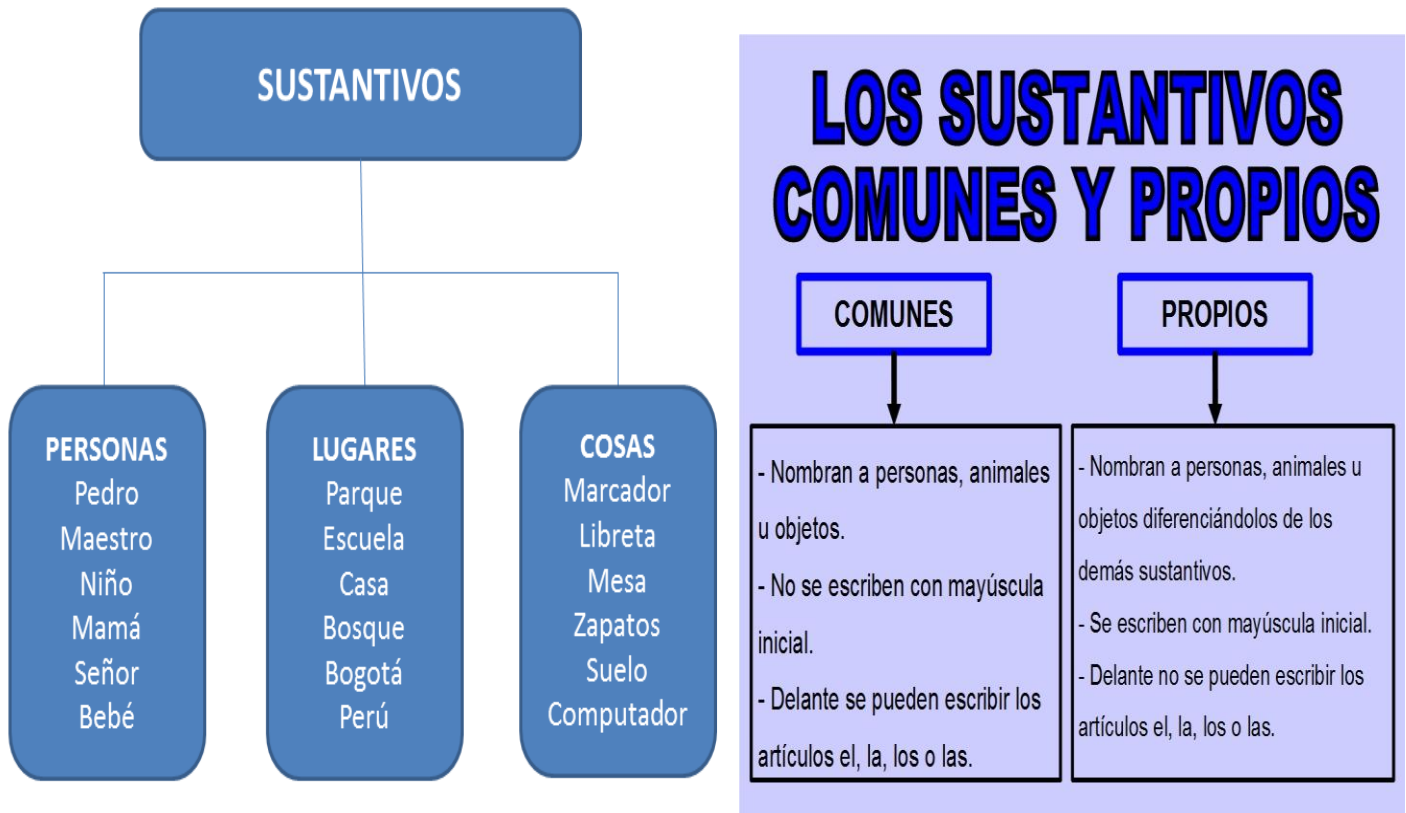 SUSTANTIVOS
PERSONAS
Pedro
Maestro
Niño
Mamá
Señor
Bebé
LUGARES
Parque
Escuela
Casa
Bosque
Bogotá
Perú
COSAS
Marcador
Libreta
Mesa
Zapatos
Suelo
Computador
LOS SUSTANTIVOS
COMUNES Y PROPIOS
COMUNES
- Nombran a personas, animales
u objetos.
- No se escriben con mayúscula
inicial.
- Delante se pueden escribir los
artículos el, la, los o las.
PROPIOS
- Nombran a personas, animales u
objetos diferenciándolos de los
demás sustantivos.
- Se escriben con mayúscula inicial.
- Delante no se pueden escribir los
artículos el, la, los o las.